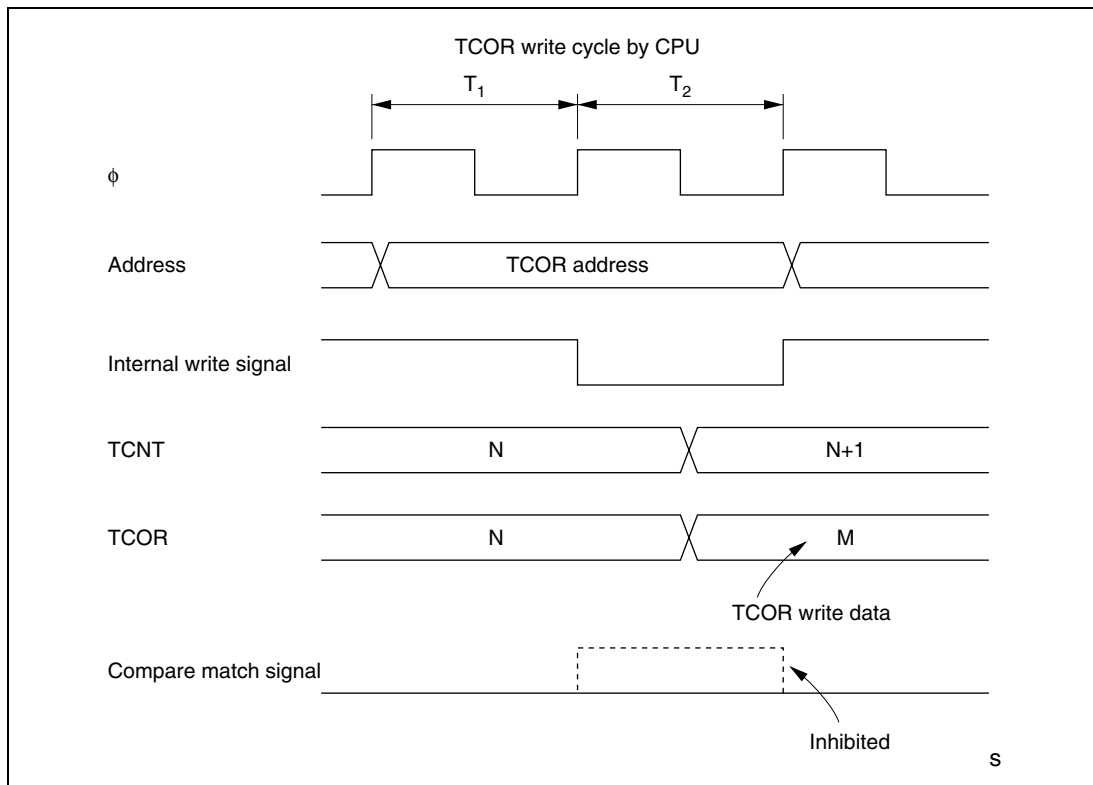 TCOR write cycle by CPU
T1 T2
ϕ
Address TCOR address
Internal write signal
TCNT N N+1
TCOR N M
TCOR write data
Compare match signal
Inhibited
s